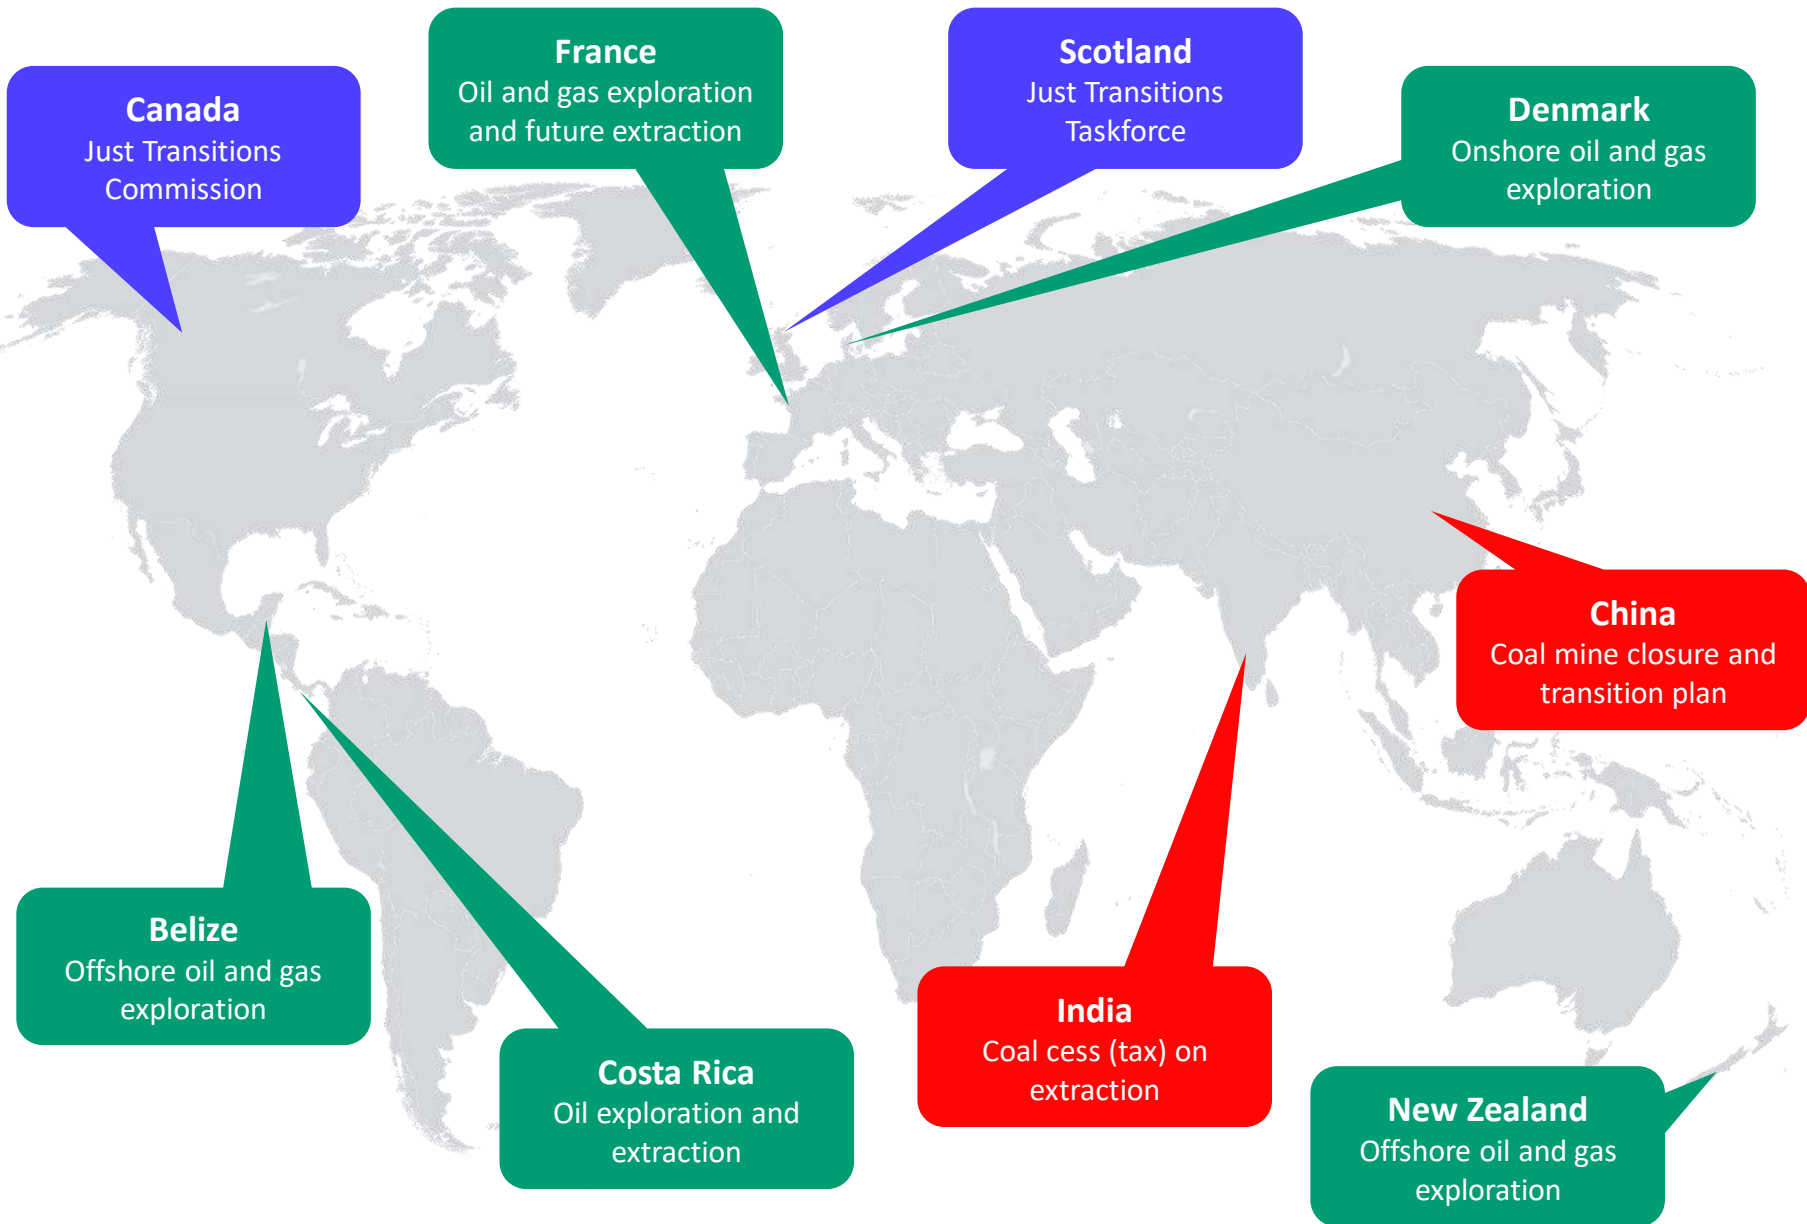 France
Oil and gas exploration
and future extraction
Scotland
Just Transitions
Taskforce
Canada
Just Transitions
Commission
Denmark
Onshore oil and gas
exploration
China
Coal mine closure and
transition plan
Belize
Offshore oil and gas
exploration
India
Coal cess (tax) on
extraction
Costa Rica
Oil exploration and
extraction
New Zealand
Offshore oil and gas
exploration